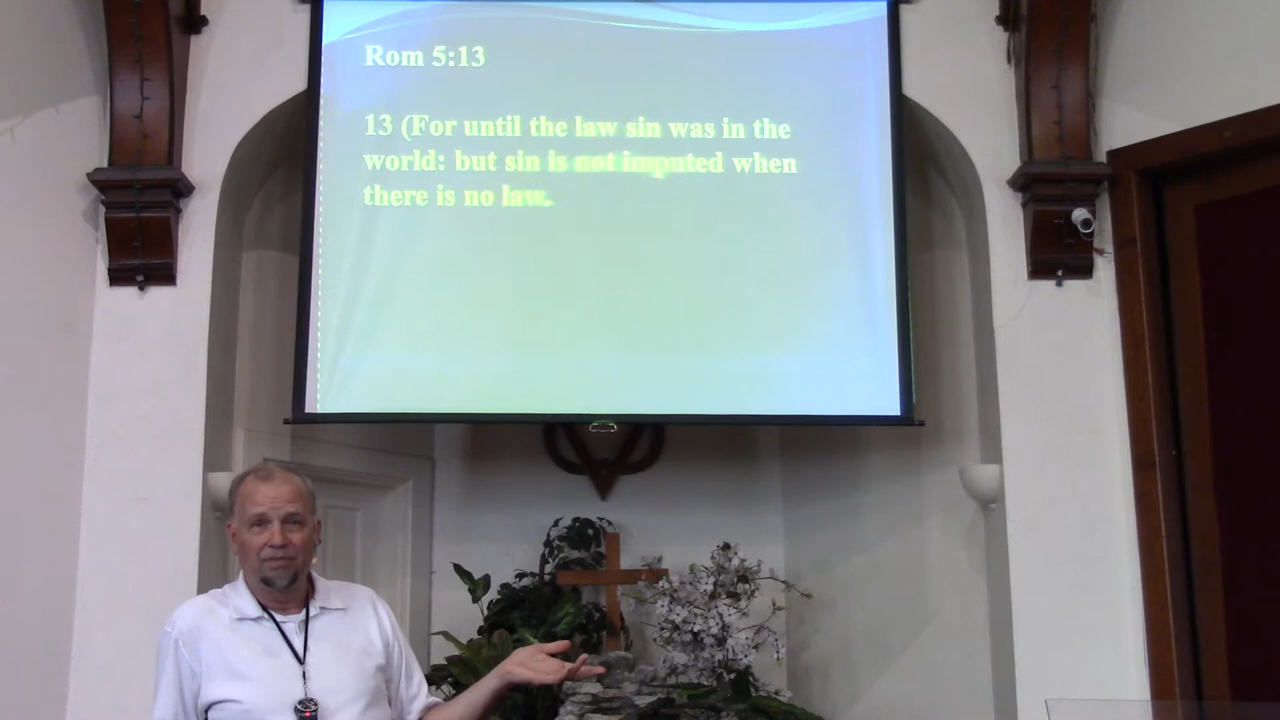 Rom 5:13
13 (For until the law sin was in the
world: but sin is not imputed when
there is no law.